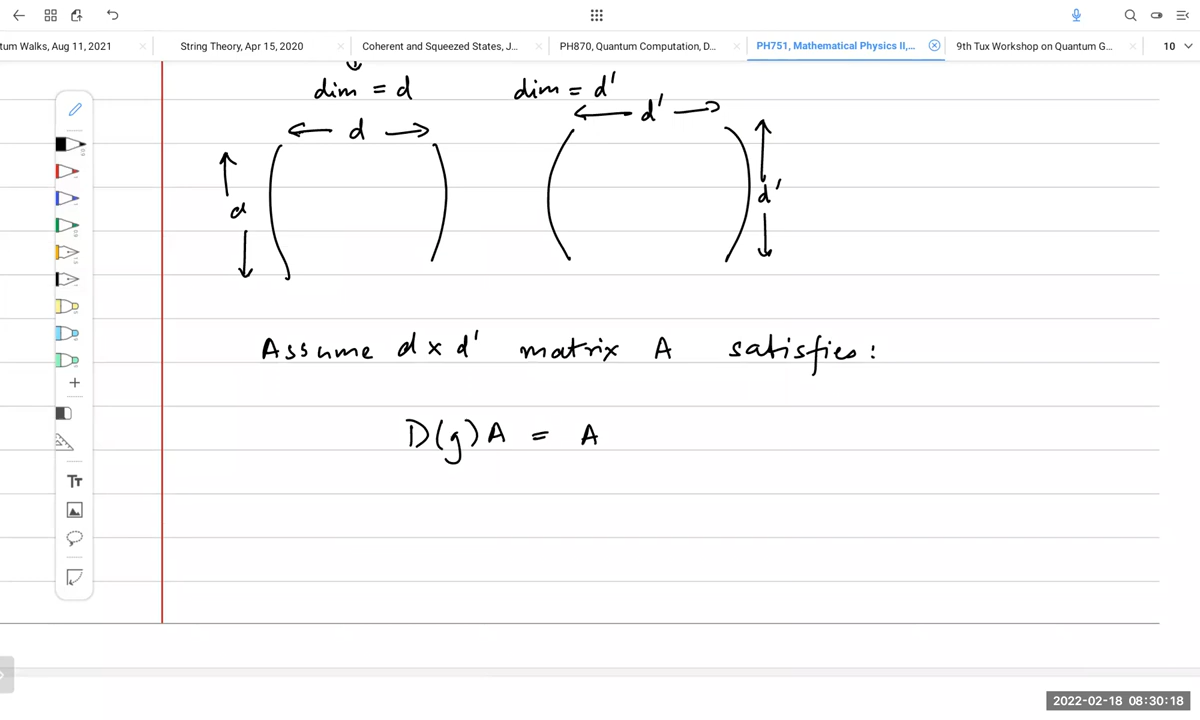 tum Walks, Aug 11, 2021
String Theory, Apr 15, 2020
Coherent and Squeezed States, J...
PH870, Quantum Computation, D...
PH751, Mathematical Physics II,...
9th Tux Workshop on Quantum G...
10
dim = d
dim = d'
d
d'
d
d'
Assume d x d' matrix A satisfies:
D(g)A = A
Tт
2022-02-18 08:30:18